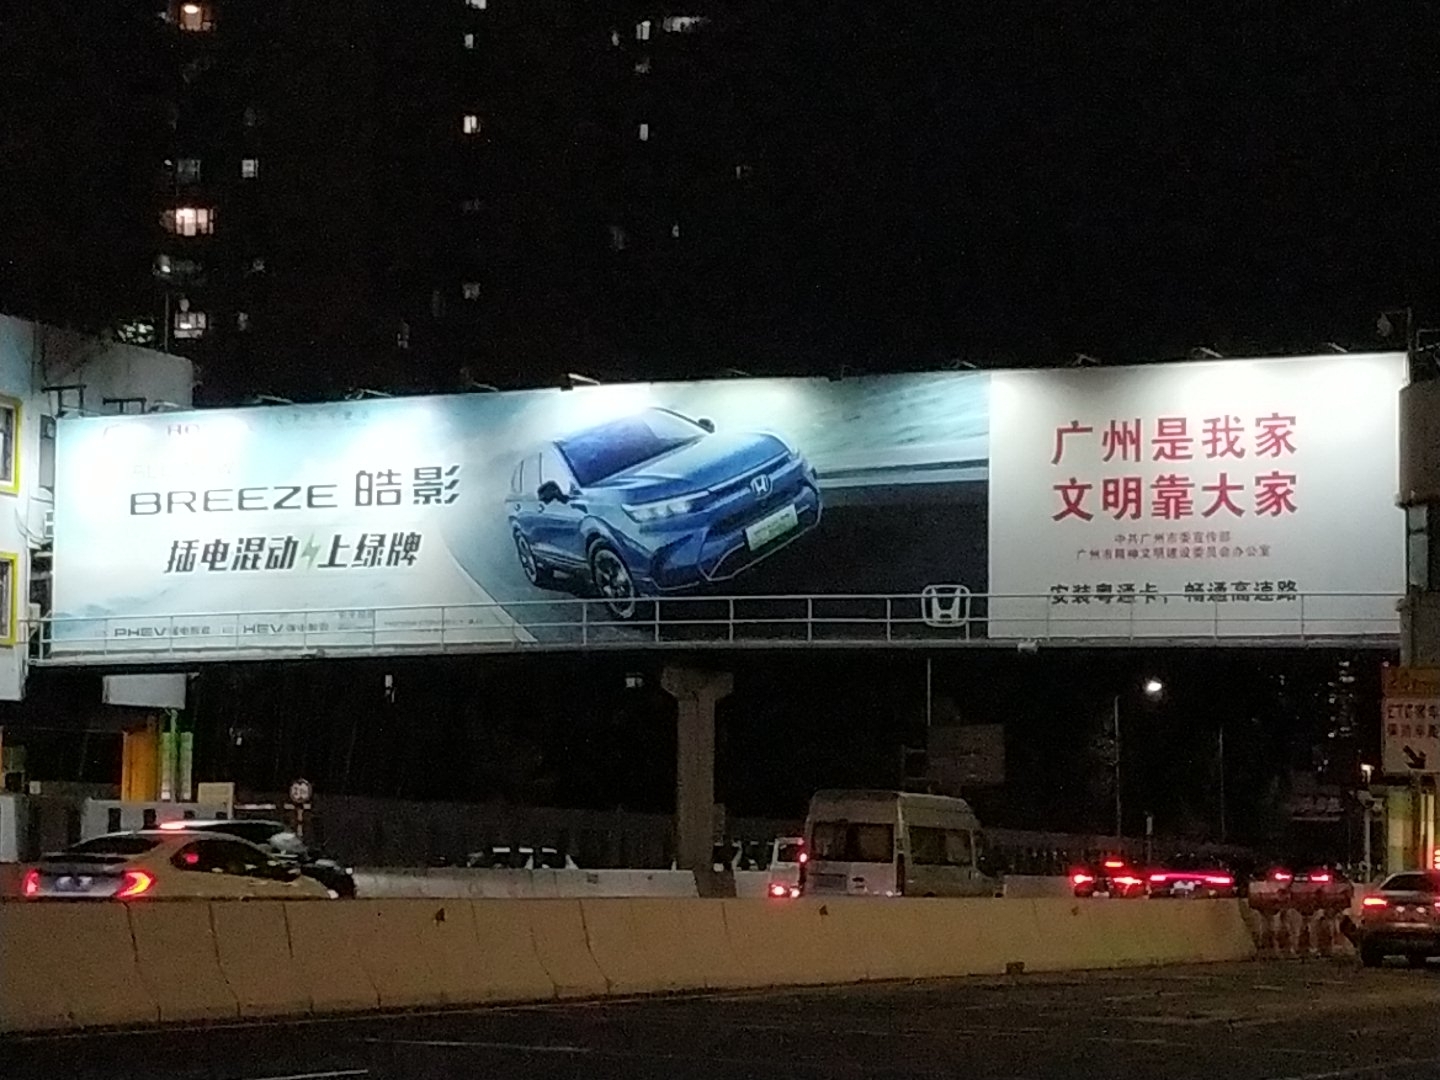 BREEZE 皓影
插电混动上绿牌
PHEV HEV
广州是我家
文明靠大家
中共广州市委宣传部
广州市精神文明建设委员会办公室
安装粤通卡，畅通高速路